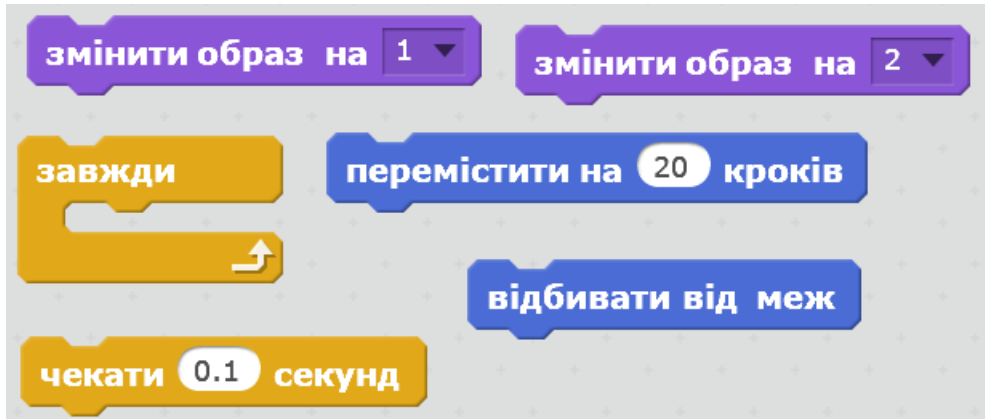 змінити образ на 1
змінити образ на 2
завжди
перемістити на 20 кроків
відбивати від меж
чекати 0.1 секунд